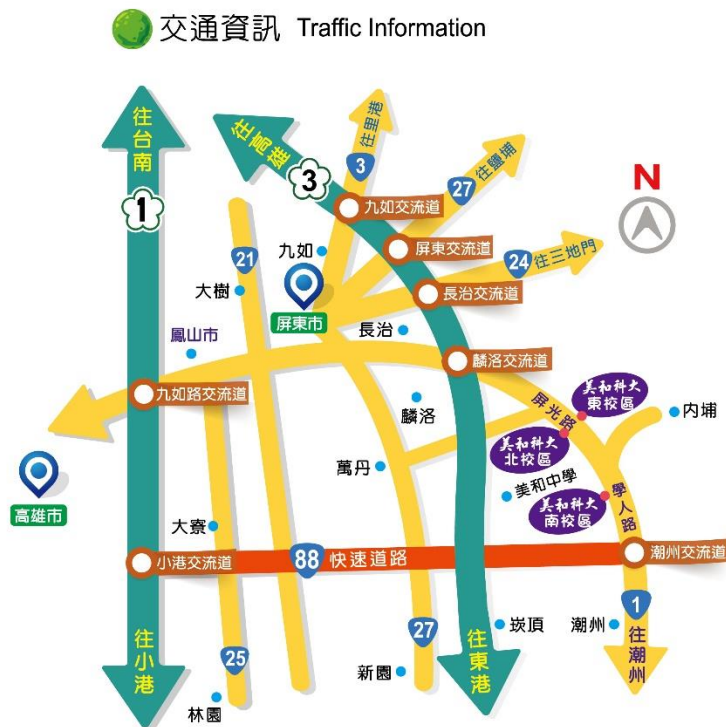 交通資訊 Traffic Information
往台南
往高雄
往里港
3
往鹽埔
27
3
1
N
九如交流道
屏東交流道
24
往三地門
21
九如
大樹
長治交流道
屏東市
長治
鳳山市
麟洛交流道
九如路交流道
麟洛
屏光路
美和科大
東校區
內埔
美和科大
北校區
萬丹
美和中學
美和科大
南校區
學人路
高雄市
大寮
小港交流道
88
快速道路
潮州交流道
往小港
25
27
往東港
崁頂
潮州
1
往潮州
新園
林園